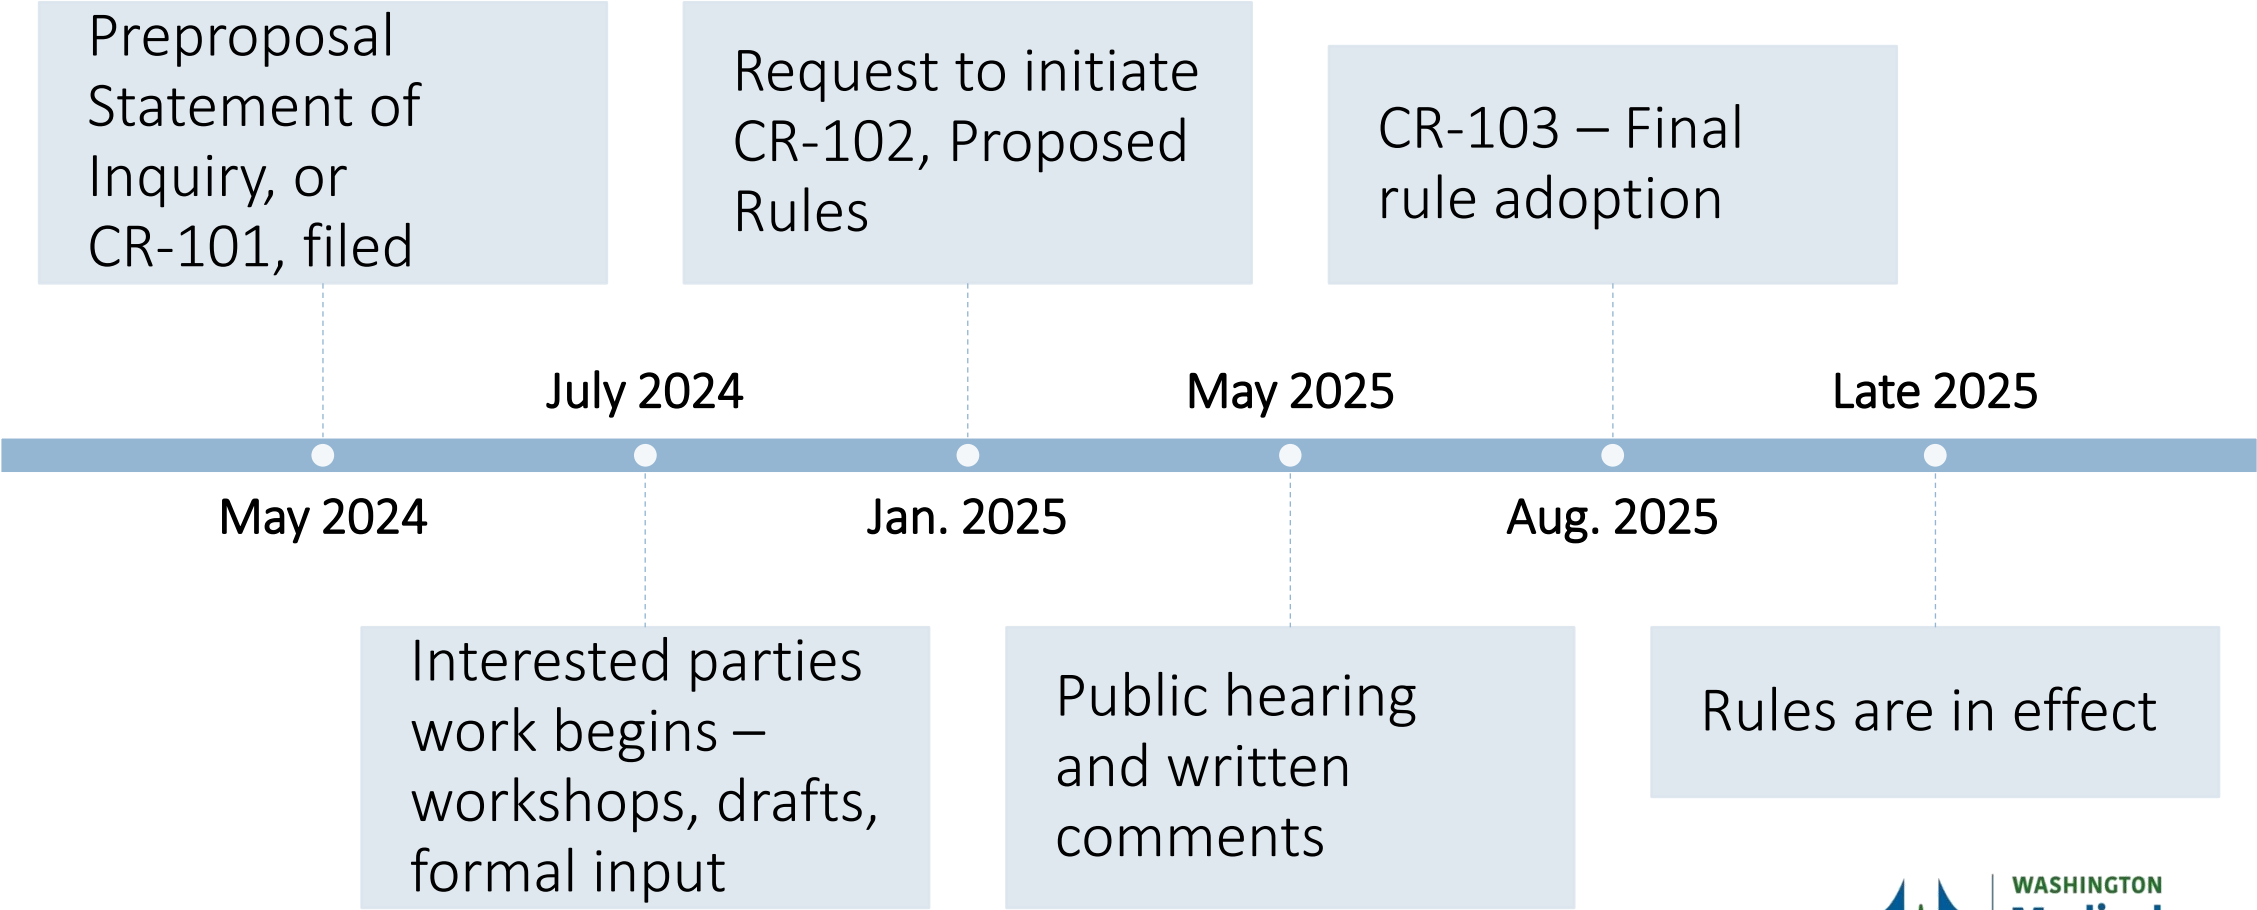 Preproposal
Statement of
Inquiry, or
CR-101, filed
Request to initiate
CR-102, Proposed
Rules
CR-103 – Final
rule adoption
July 2024
May 2025
Late 2025
May 2024
Jan. 2025
Aug. 2025
Interested parties
work begins –
workshops, drafts,
formal input
Public hearing
and written
comments
Rules are in effect
WASHINGTON